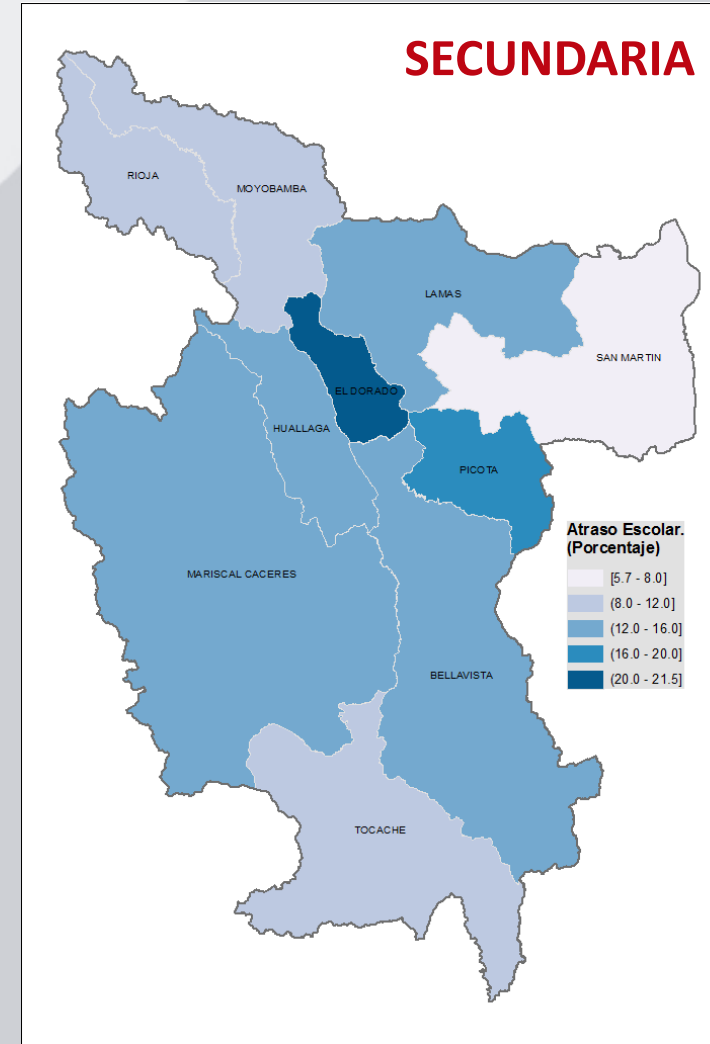 SECUNDARIA
RIOJA
MOYOBAMBA
LAMAS
SAN MARTIN
EL DORADO
HUALLAGA
PICOTA
MARISCAL CACERES
BELLAVISTA
TOCACHE
Atraso Escolar.
(Porcentaje)
[5.7 - 8.0]
(8.0 - 12.0]
(12.0 - 16.0]
(16.0 - 20.0]
(20.0 - 21.5]